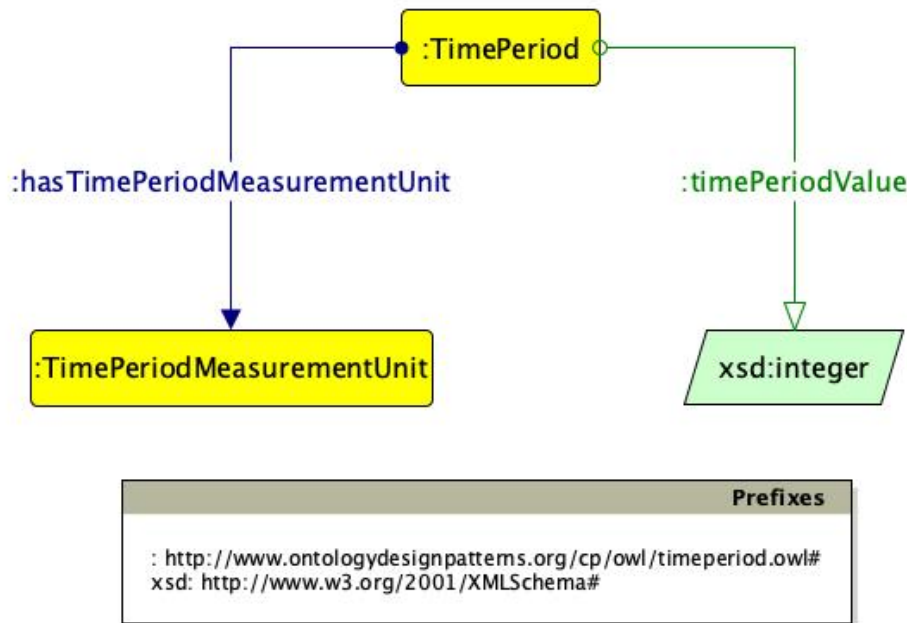 :TimePeriod
:hasTimePeriodMeasurementUnit
:timePeriodValue
:TimePeriodMeasurementUnit
xsd:integer
Prefixes
: http://www.ontologydesignpatterns.org/cp/owl/timeperiod.owl#
xsd: http://www.w3.org/2001/XMLSchema#